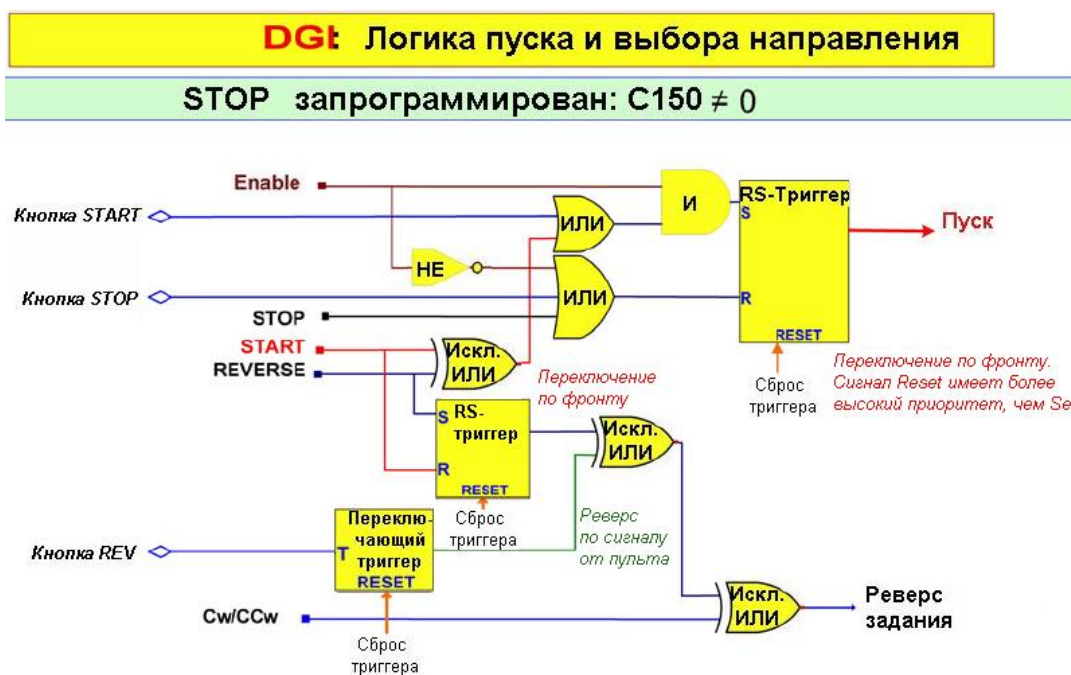 DGI: Логика пуска и выбора направления
STOP запрограммирован: C150 ≠ 0
Enable
Кнопка START
ИЛИ
И
RS-Триггер
S
Пуск
НЕ
Кнопка STOP
ИЛИ
R
STOP
START
REVERSE
Искл.
ИЛИ
RESET
Переключение
по фронту
Сброс
триггера
Переключение по фронту.
Сигнал Reset имеет более
высокий приоритет, чем Se
S
RS-
триггер
R
RESET
Искл.
ИЛИ
Сброс
триггера
Реверс
по сигналу
от пульта
Кнопка REV
Переклю-
чающий
триггер
T
RESET
Cw/CCw
Сброс
триггера
Искл.
ИЛИ
Реверс
задания